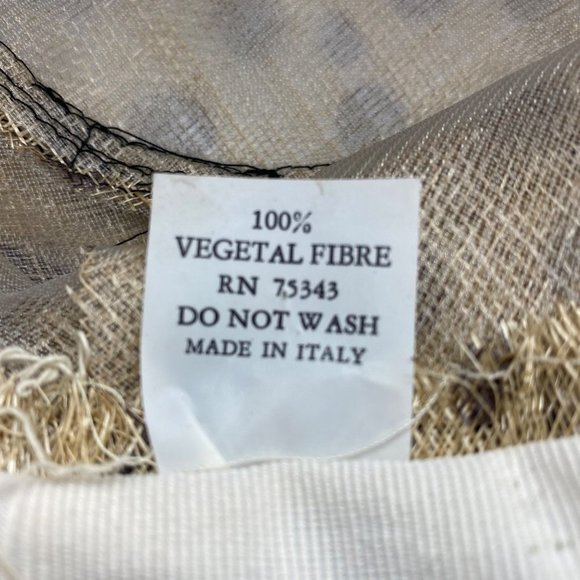 100%
VEGETAL FIBRE
RN 75343
DO NOT WASH
MADE IN ITALY